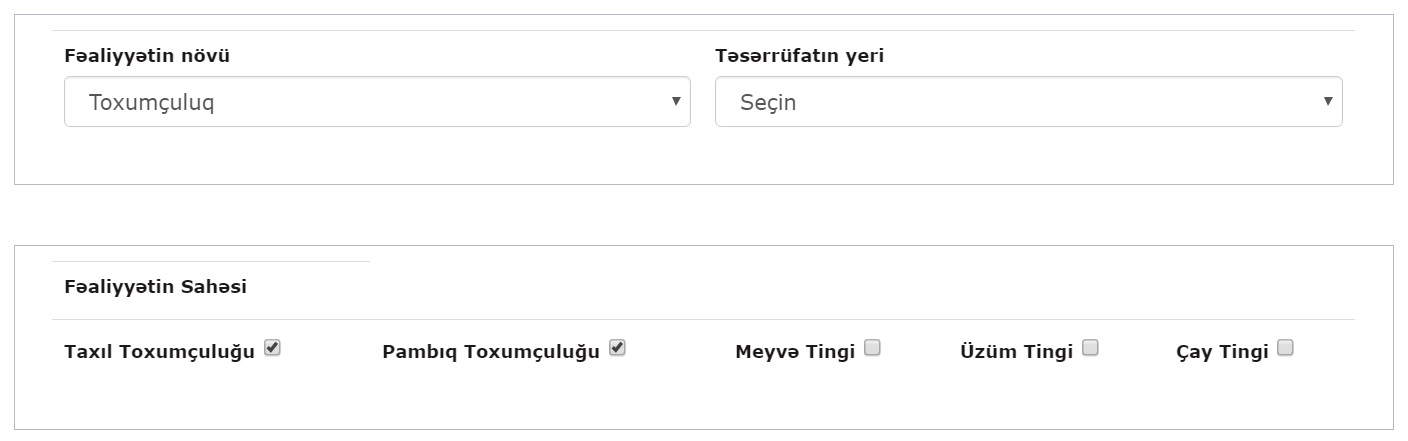 Fəaliyyətin növü
Təsərrüfatın yeri
Toxumçuluq
Seçin
Fəaliyyətin Sahəsi
Taxıl Toxumçuluğu Pambıq Toxumçuluğu Meyvə Tingi Üzüm Tingi Çay Tingi